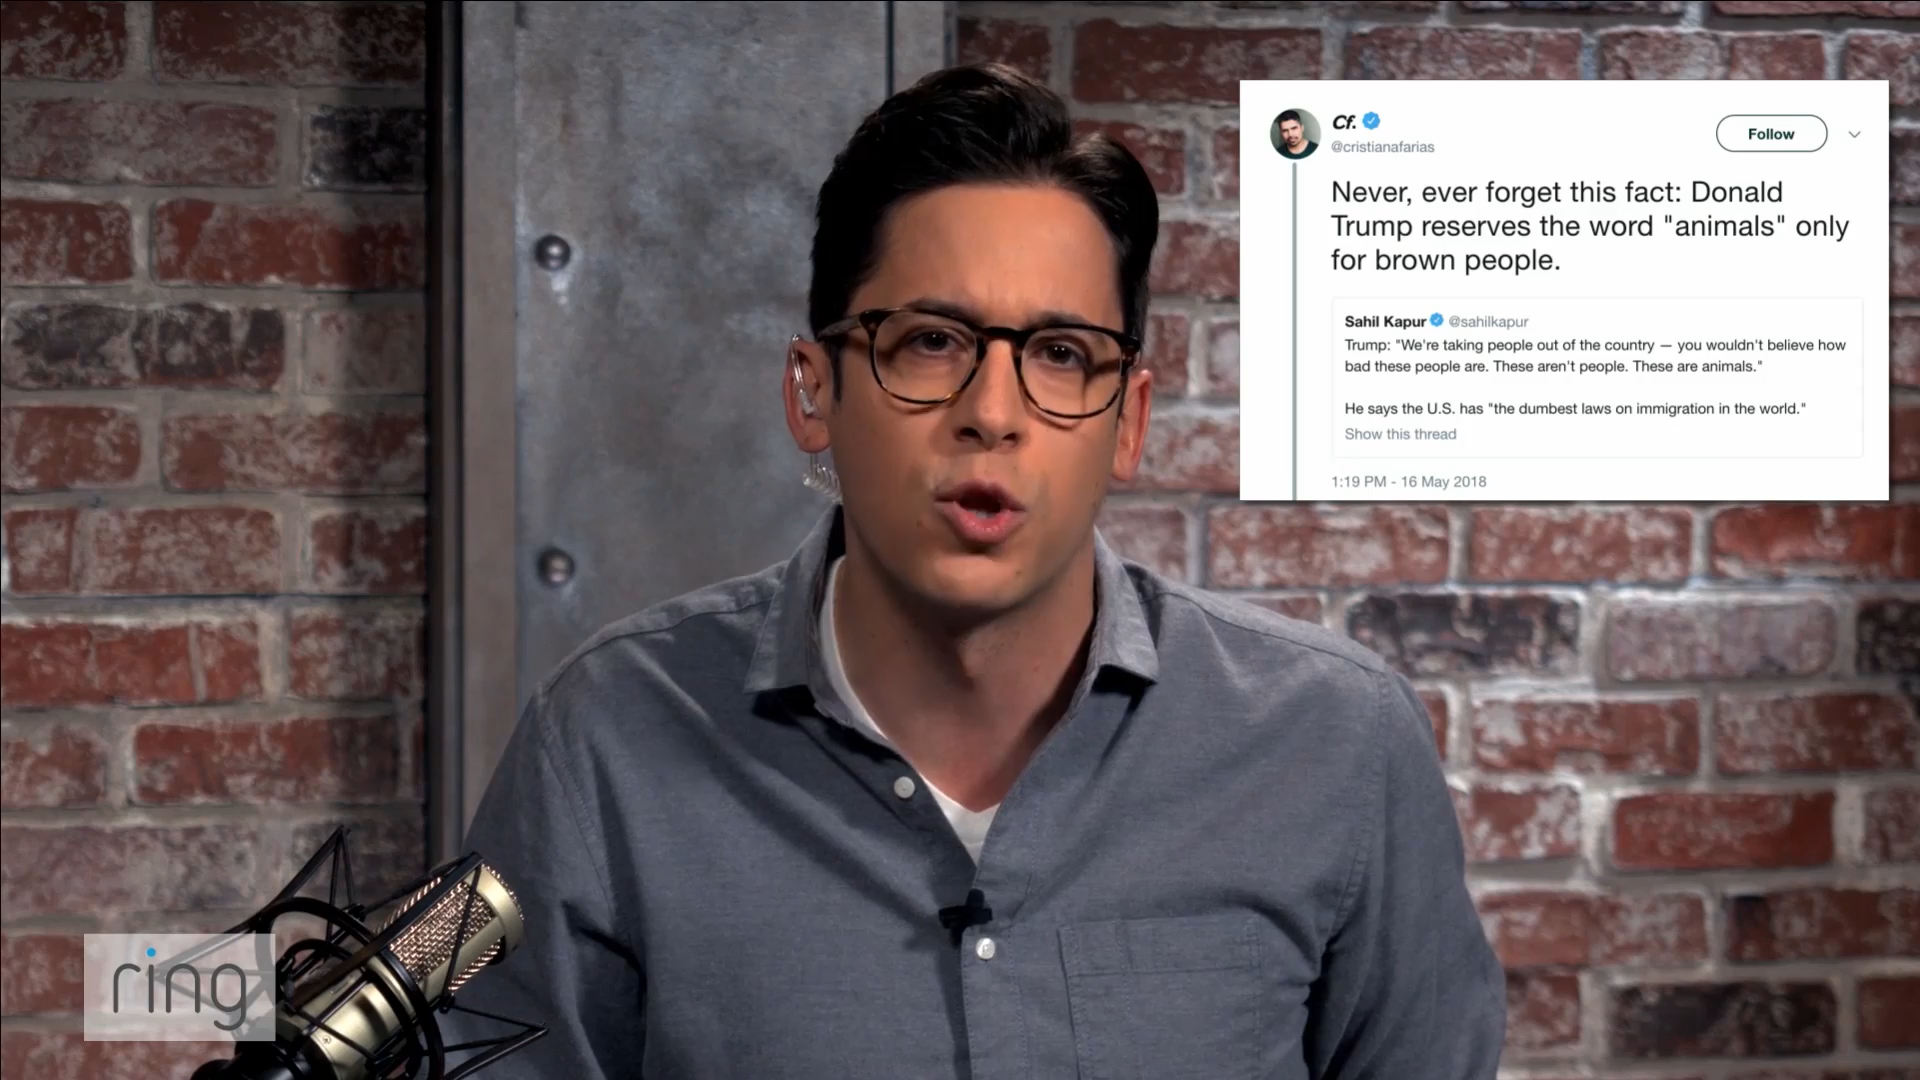 Cf.
@cristianafarias
Follow
Never, ever forget this fact: Donald
Trump reserves the word "animals" only
for brown people.
Sahil Kapur @sahilkapur
Trump: "We're taking people out of the country — you wouldn't believe how
bad these people are. These aren't people. These are animals."
He says the U.S. has "the dumbest laws on immigration in the world."
Show this thread
1:19 PM - 16 May 2018
ring